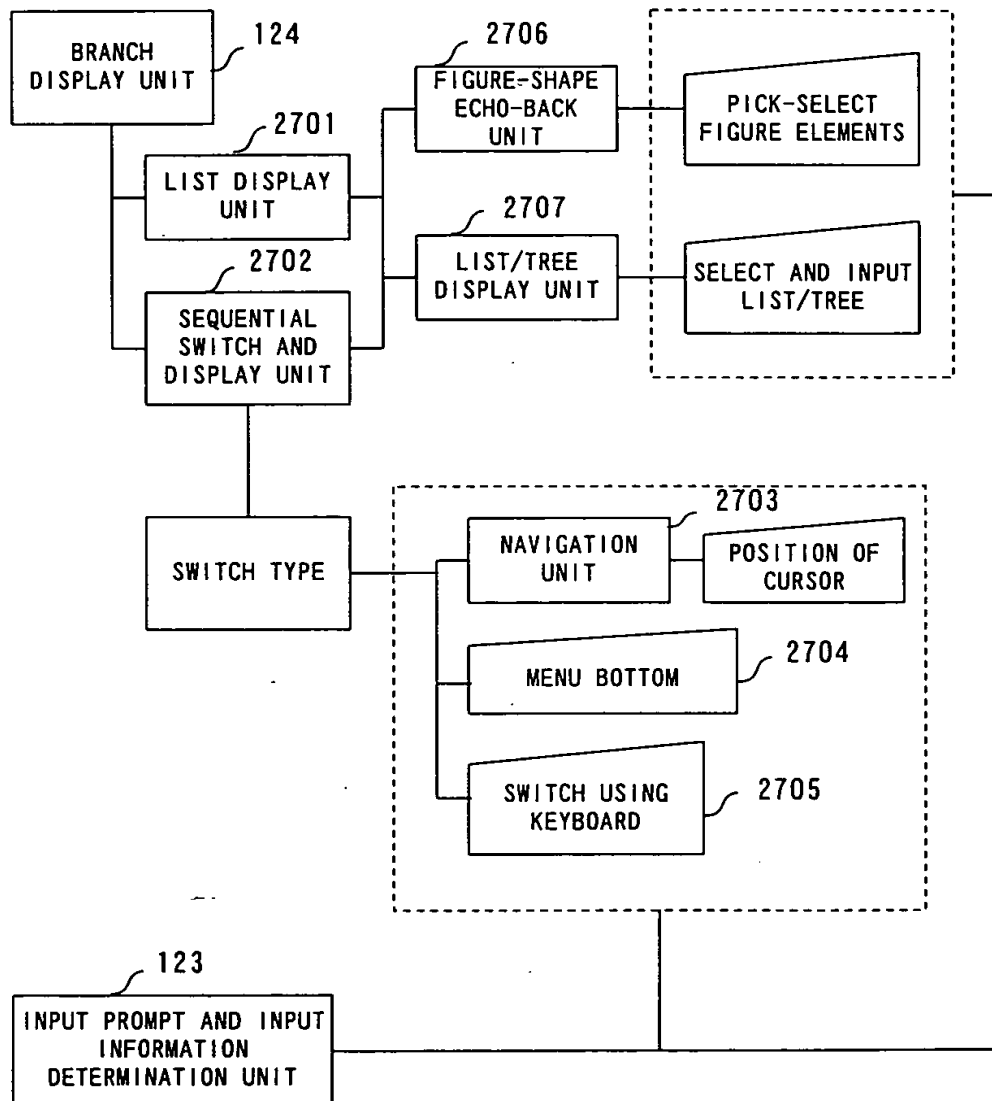 BRANCH
DISPLAY UNIT
124
2701
LIST DISPLAY
UNIT
2702
SEQUENTIAL
SWITCH AND
DISPLAY UNIT
2706
FIGURE-SHAPE
ECHO-BACK
UNIT
2707
LIST/TREE
DISPLAY UNIT
PICK-SELECT
FIGURE ELEMENTS
SELECT AND INPUT
LIST/TREE
SWITCH TYPE
2703
NAVIGATION
UNIT
POSITION OF
CURSOR
2704
MENU BOTTOM
2705
SWITCH USING
KEYBOARD
123
INPUT PROMPT AND INPUT
INFORMATION
DETERMINATION UNIT